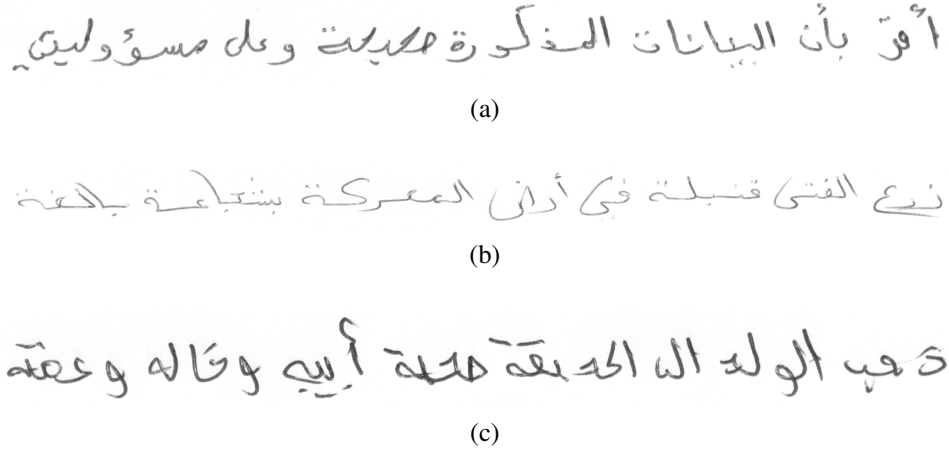 أقرّ بأن البيانات المذكورة صحيحة وعلى مسؤوليتي
(a)
زرع الفتى قنبلة في أرض المعركة بشجاعة بالغة
(b)
ذهب الولد الى الحديقة صحبة أبيه وخاله وعمته
(c)